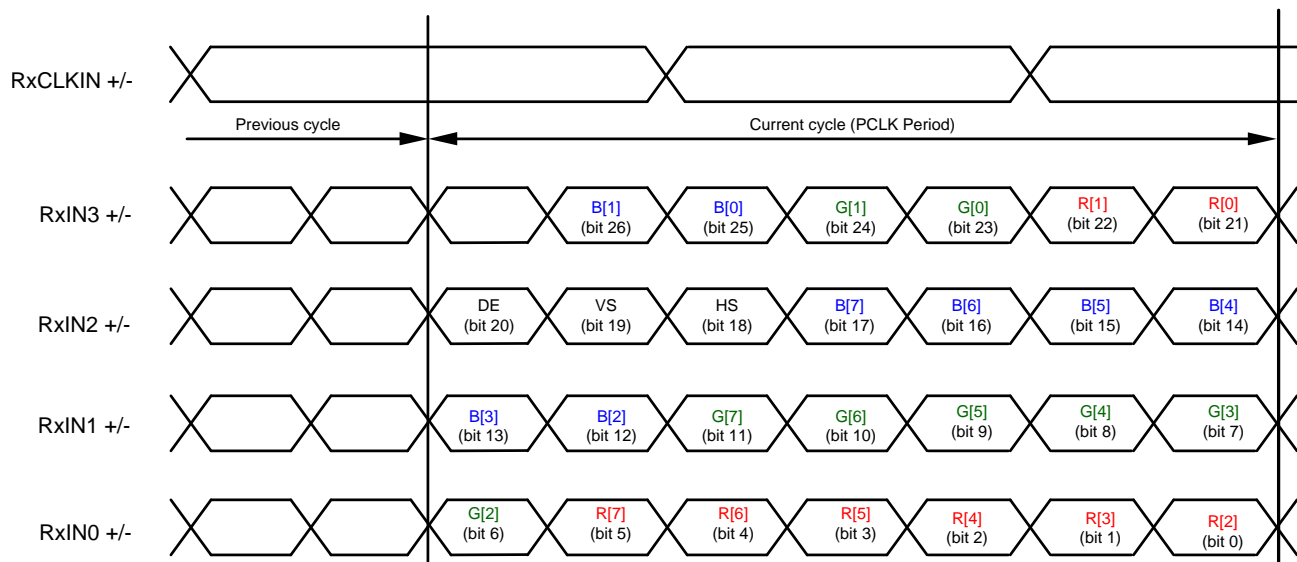 RxCLKIN +/-
Previous cycle
Current cycle (PCLK Period)
RxIN3 +/-
B[1] B[0] G[1] G[0] R[1] R[0]
(bit 26) (bit 25) (bit 24) (bit 23) (bit 22) (bit 21)
RxIN2 +/-
DE VS HS B[7] B[6] B[5] B[4]
(bit 20) (bit 19) (bit 18) (bit 17) (bit 16) (bit 15) (bit 14)
RxIN1 +/-
B[3] B[2] G[7] G[6] G[5] G[4] G[3]
(bit 13) (bit 12) (bit 11) (bit 10) (bit 9) (bit 8) (bit 7)
RxIN0 +/-
G[2] R[7] R[6] R[5] R[4] R[3] R[2]
(bit 6) (bit 5) (bit 4) (bit 3) (bit 2) (bit 1) (bit 0)